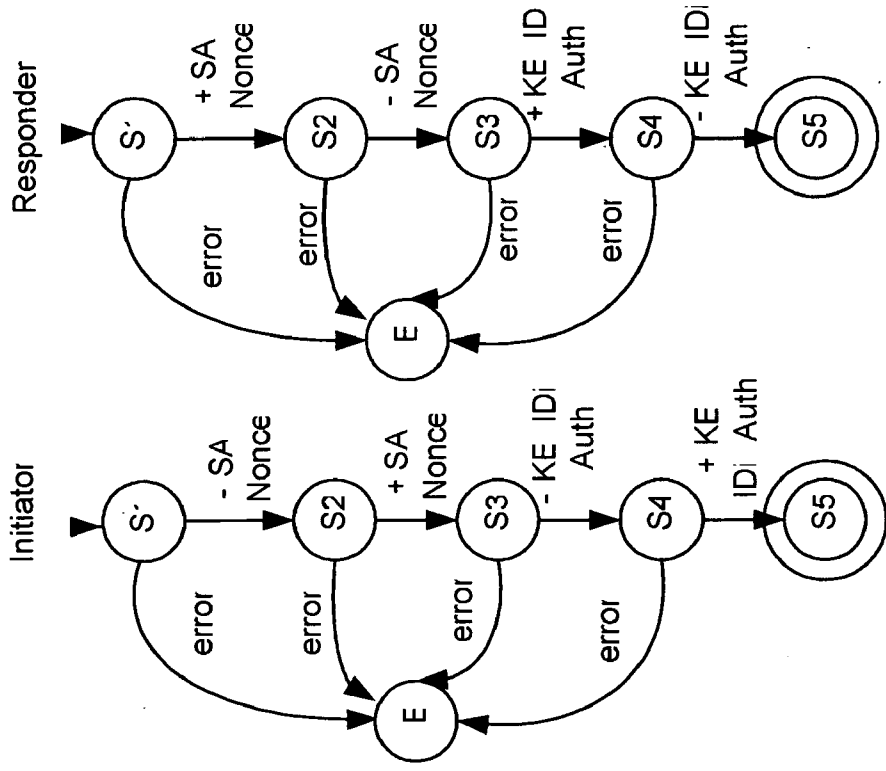 Initiator
S'
- SA
Nonce
S2
+ SA
Nonce
S3
- KE IDi
Auth
S4
+ KE
IDi Auth
S5
error
error
error
error
E
Responder
S'
+ SA
Nonce
S2
- SA
Nonce
S3
+ KE ID
Auth
S4
- KE IDi
Auth
S5
error
error
error
error
E